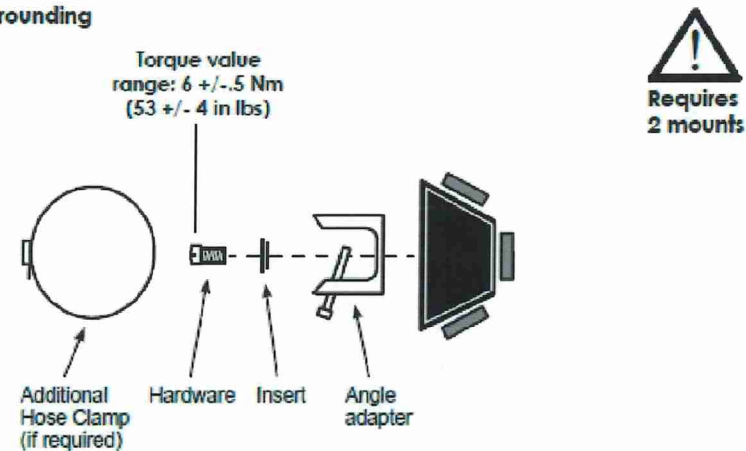 rounding
Torque value
range: 6 +/-.5 Nm
(53 +/- 4 in lbs)
Requires
2 mounts
Additional
Hose Clamp
(if required)
Hardware
Insert
Angle
adapter